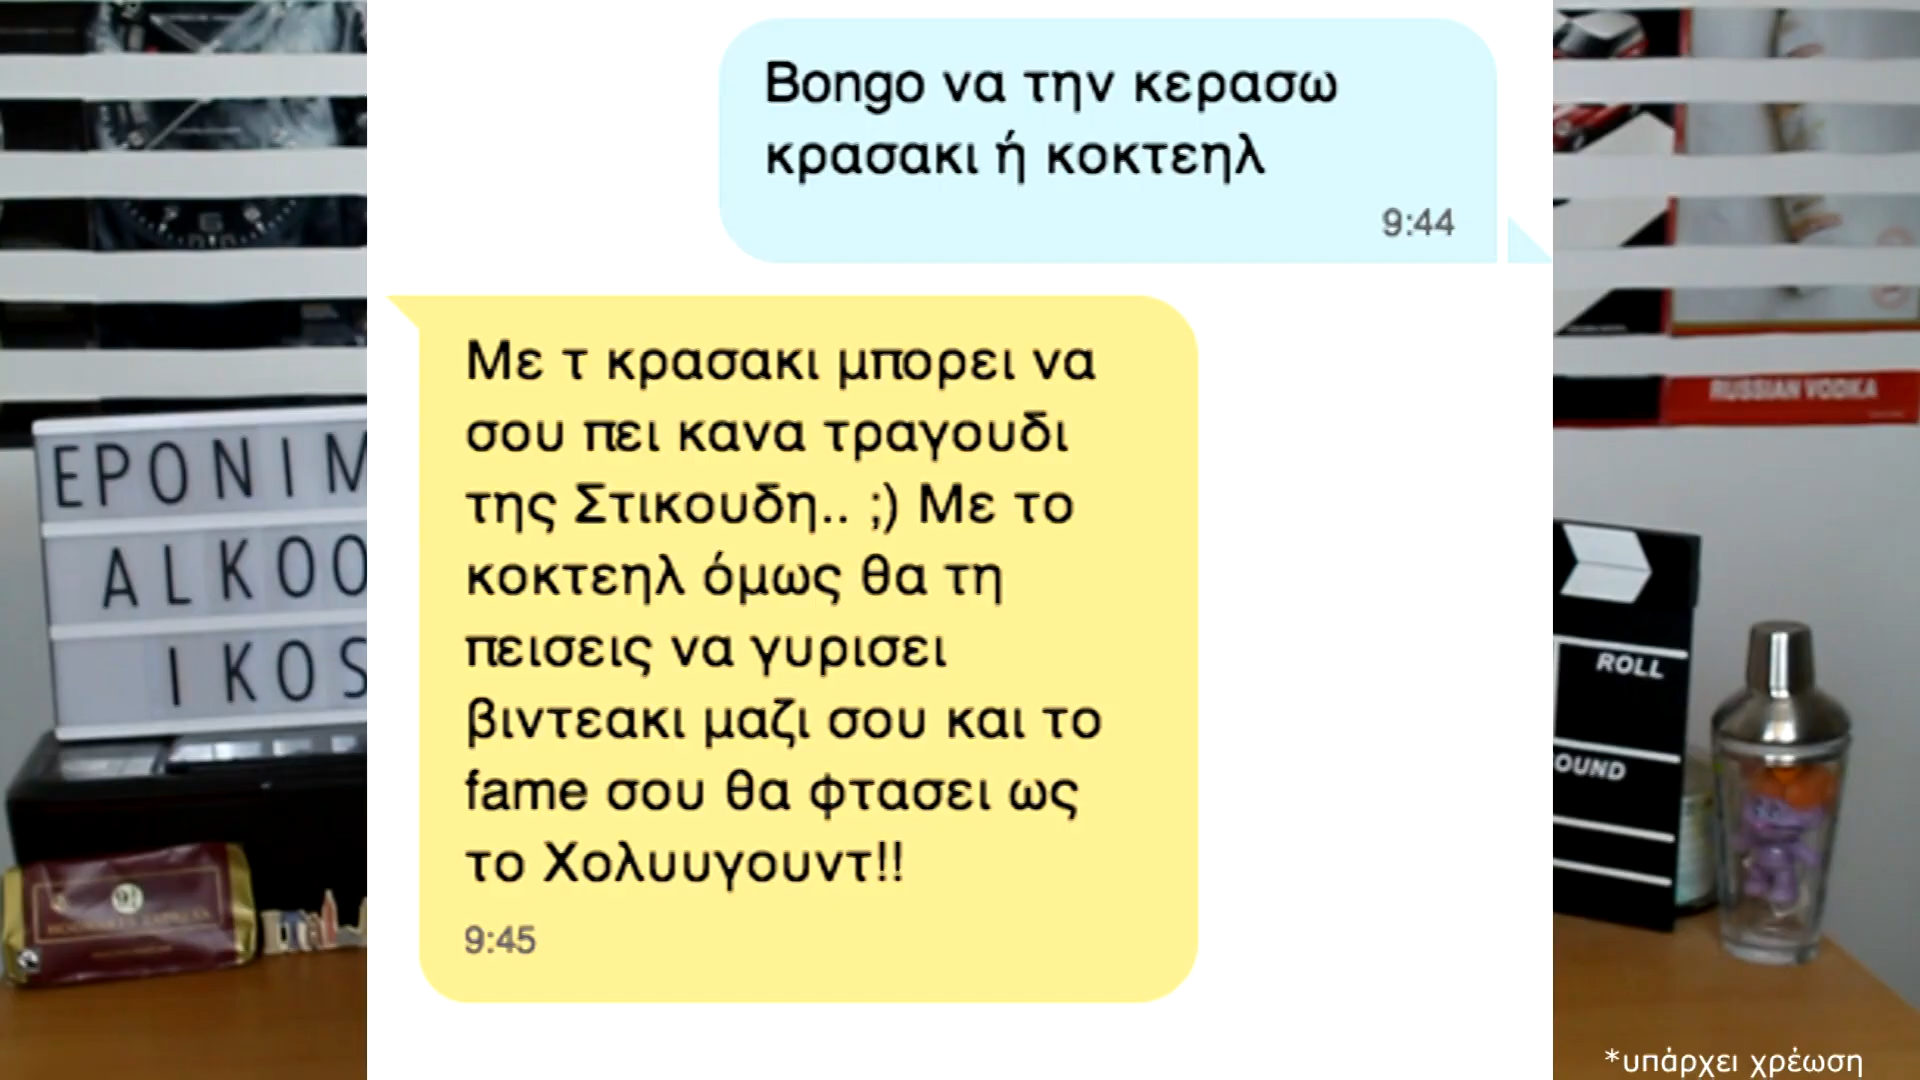 Bongo να την κερασω
κρασακι ή κοκτεηλ
9:44
Με τ κρασακι μπορει να
σου πει κανα τραγουδι
της Στικουδη.. ;) Με το
κοκτεηλ όμως θα τη
πεισεις να γυρισει
βιντεακι μαζι σου και το
fame σου θα φτασει ως
το Χολυυγουντ!!
9:45
EPONIM
ALKOO
IKOS
RUSSIAN VODKA
ROLL
OUND
*υπάρχει χρέωση